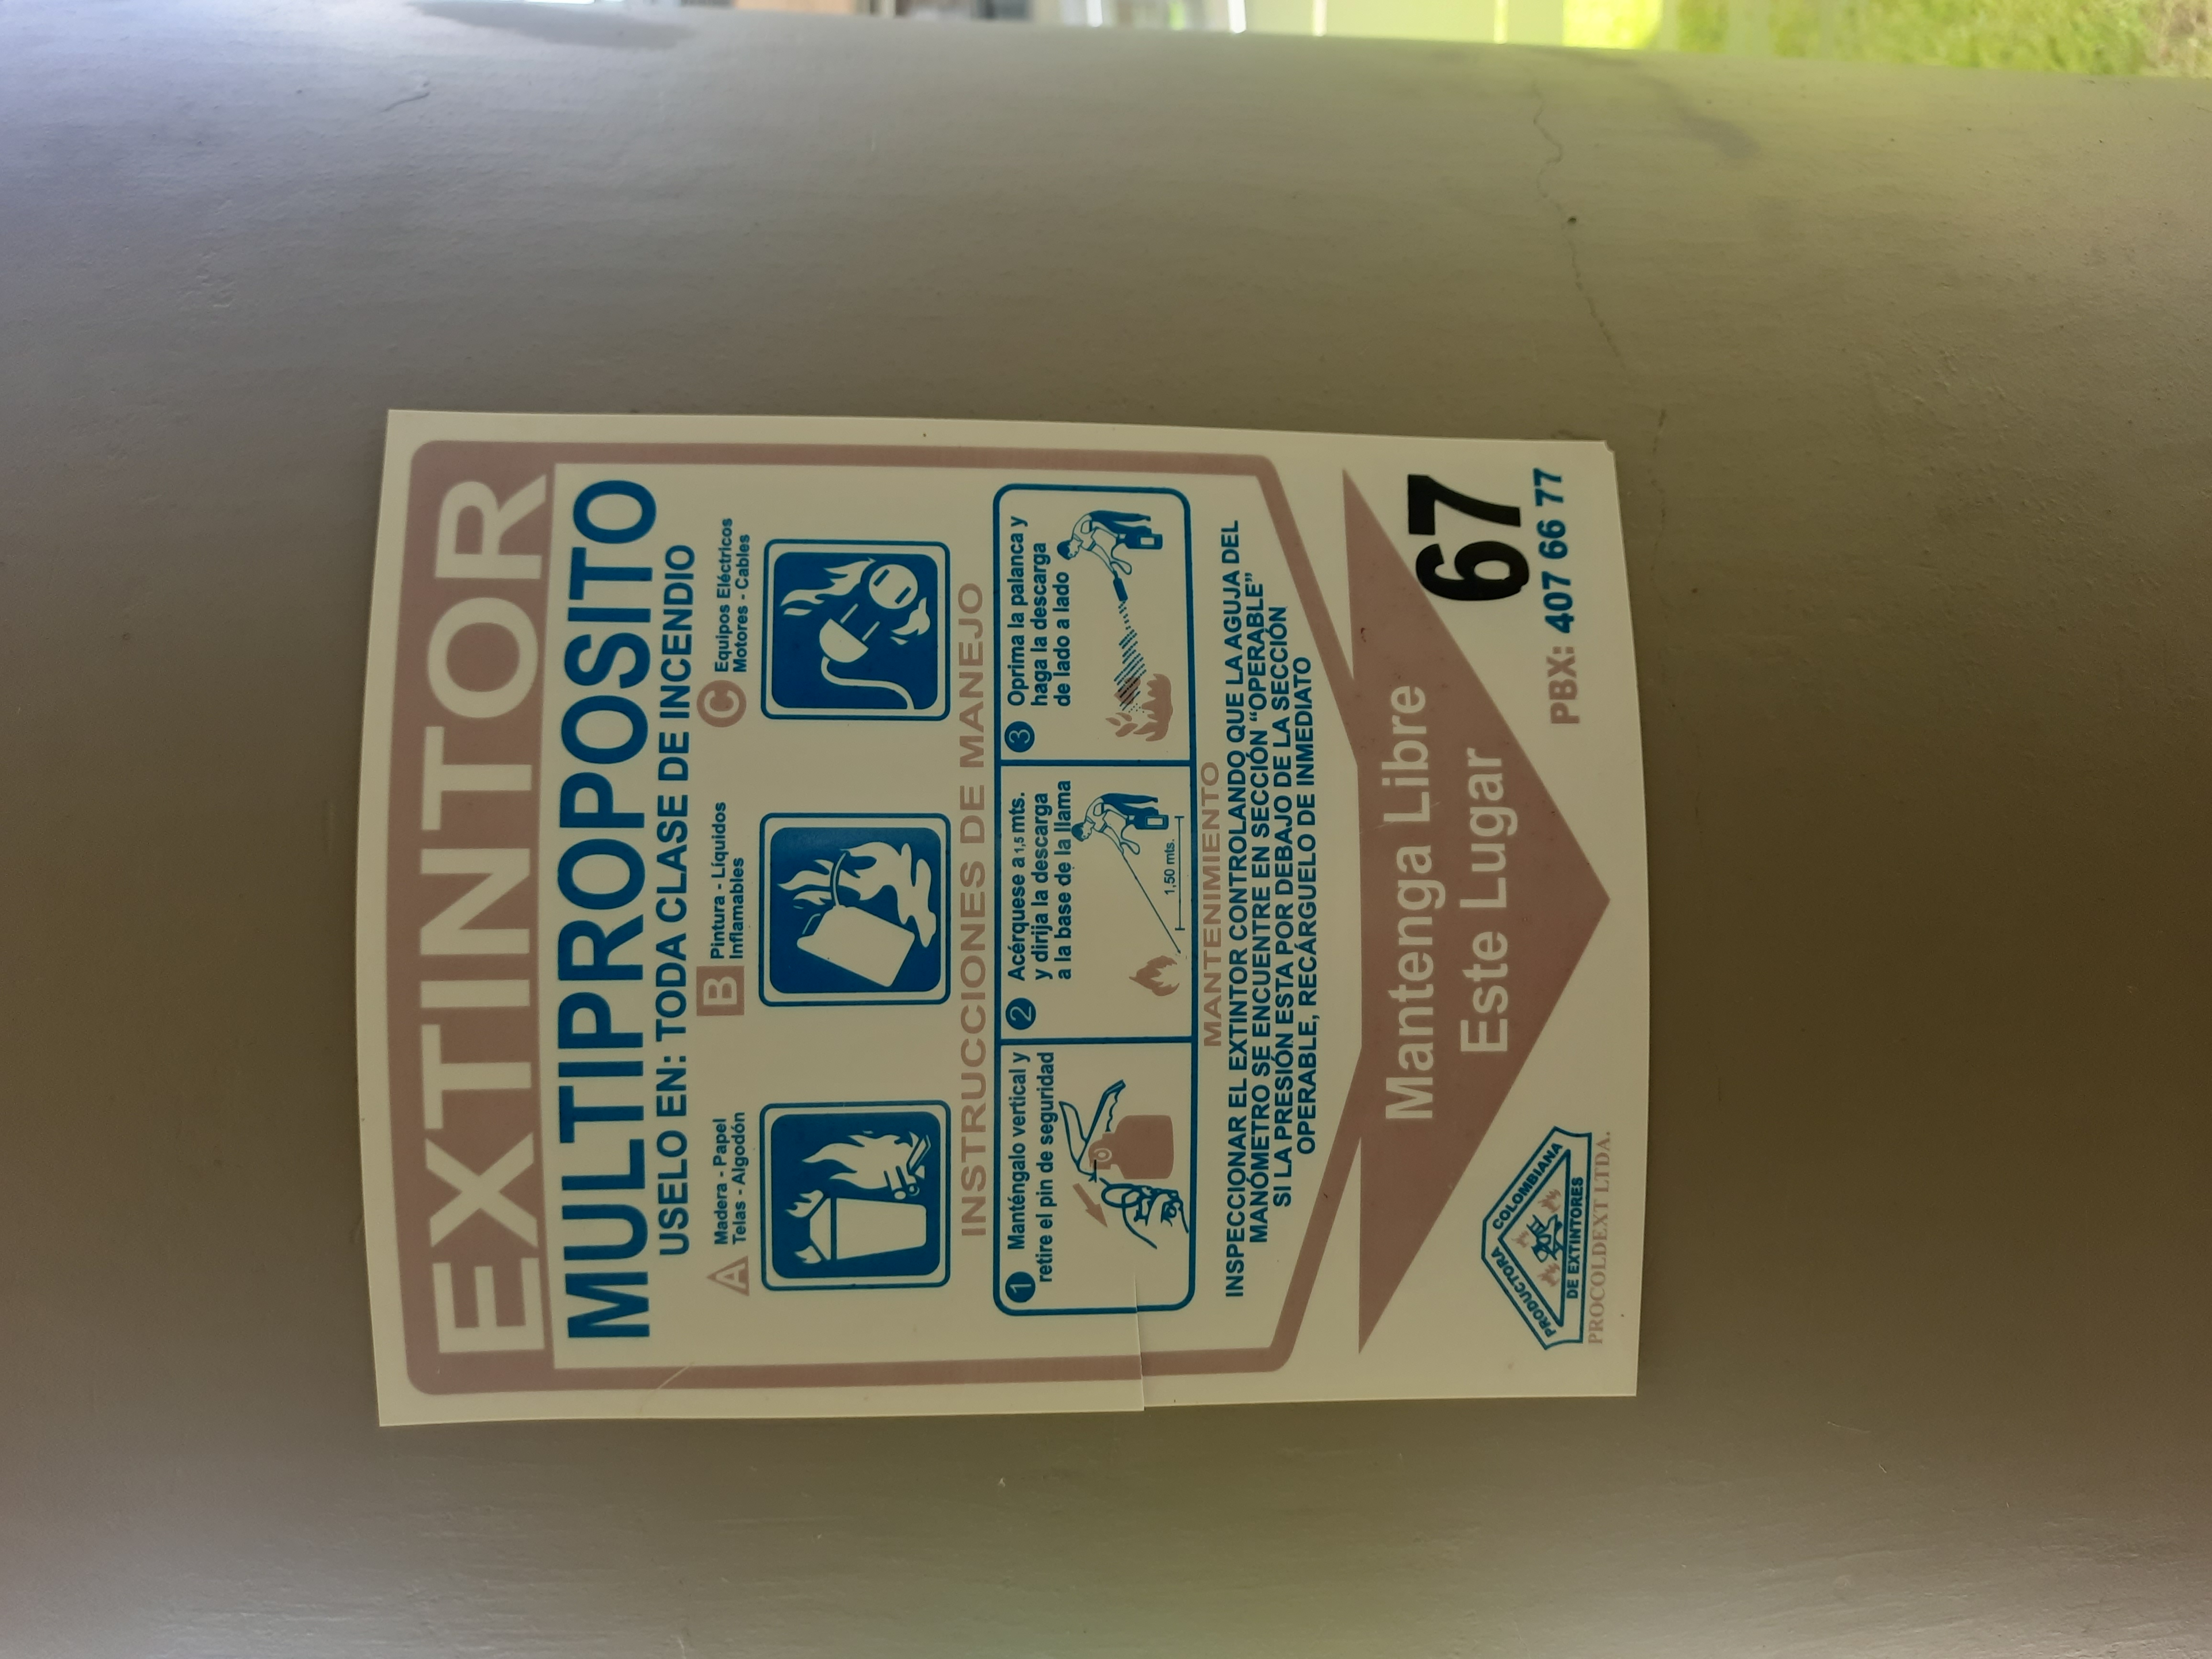 EXTINTOR
MULTIPROPOSITO
USELO EN: TODA CLASE DE INCENDIO
A Madera - Papel
Telas - Algodón
B Pintura - Líquidos
Inflamables
C Equipos Eléctricos
Motores - Cables
INSTRUCCIONES DE MANEJO
1 Manténgalo vertical y
retire el pin de seguridad
2 Acérquese a 1,5 mts.
y dirija la descarga
a la base de la llama
1,50 mts.
3 Oprima la palanca y
haga la descarga
de lado a lado
MANTENIMIENTO
INSPECCIONAR EL EXTINTOR CONTROLANDO QUE LA AGUJA DEL
MANÓMETRO SE ENCUENTRE EN SECCIÓN “OPERABLE”
SI LA PRESIÓN ESTA POR DEBAJO DE LA SECCIÓN
OPERABLE, RECÁRGUELO DE INMEDIATO
Mantenga Libre
Este Lugar
67
PBX: 407 66 77
PRODUCTORA COLOMBIANA
DE EXTINTORES
PROCOLDEXT LTDA.